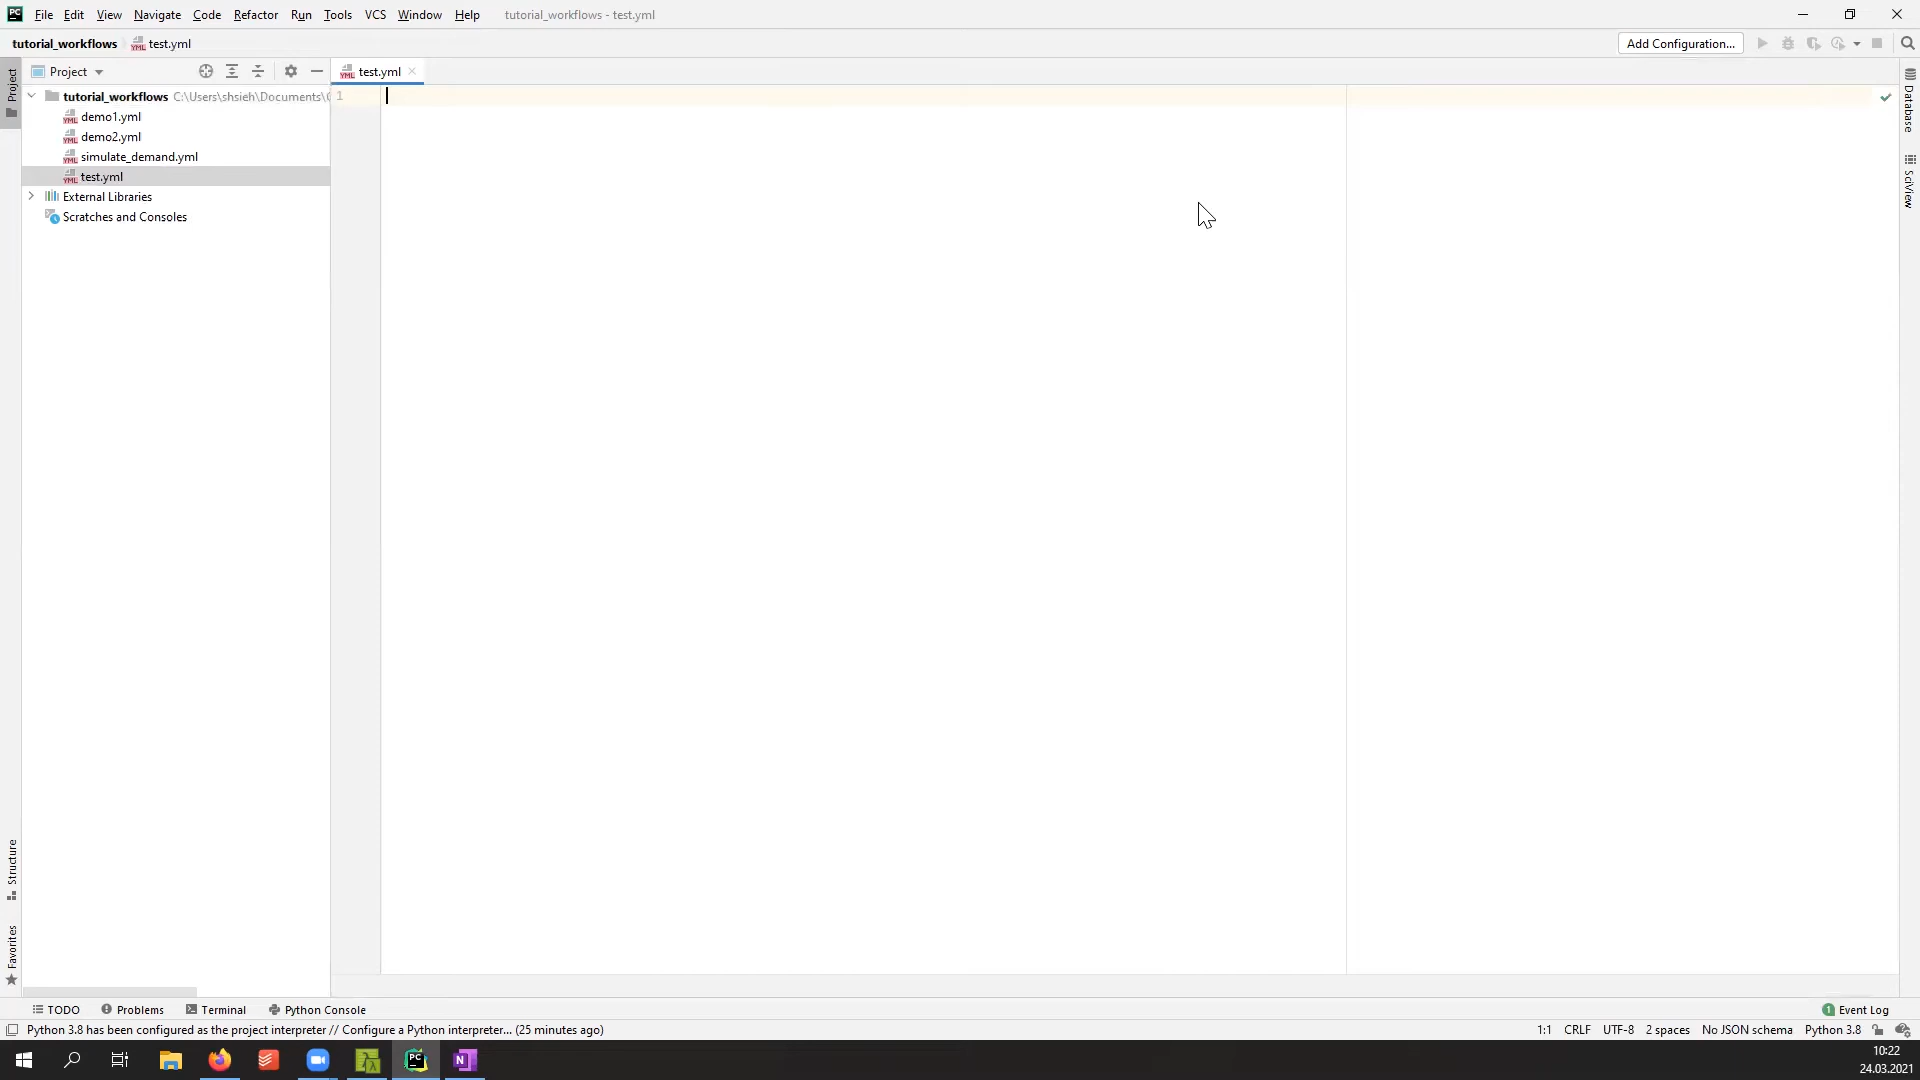 PC File Edit View Navigate Code Refactor Run Tools VCS Window Help tutorial_workflows - test.yml
tutorial_workflows test.yml Add Configuration...
Project test.yml
Project
tutorial_workflows C:\Users\shsieh\Documents\ 1
demo1.yml
demo2.yml
simulate_demand.yml
test.yml
External Libraries
Scratches and Consoles
Database
SciView
Structure
Favorites
TODO Problems Terminal Python Console 1 Event Log
Python 3.8 has been configured as the project interpreter // Configure a Python interpreter... (25 minutes ago) 1:1 CRLF UTF-8 2 spaces No JSON schema Python 3.8
PC N 10:22
24.03.2021